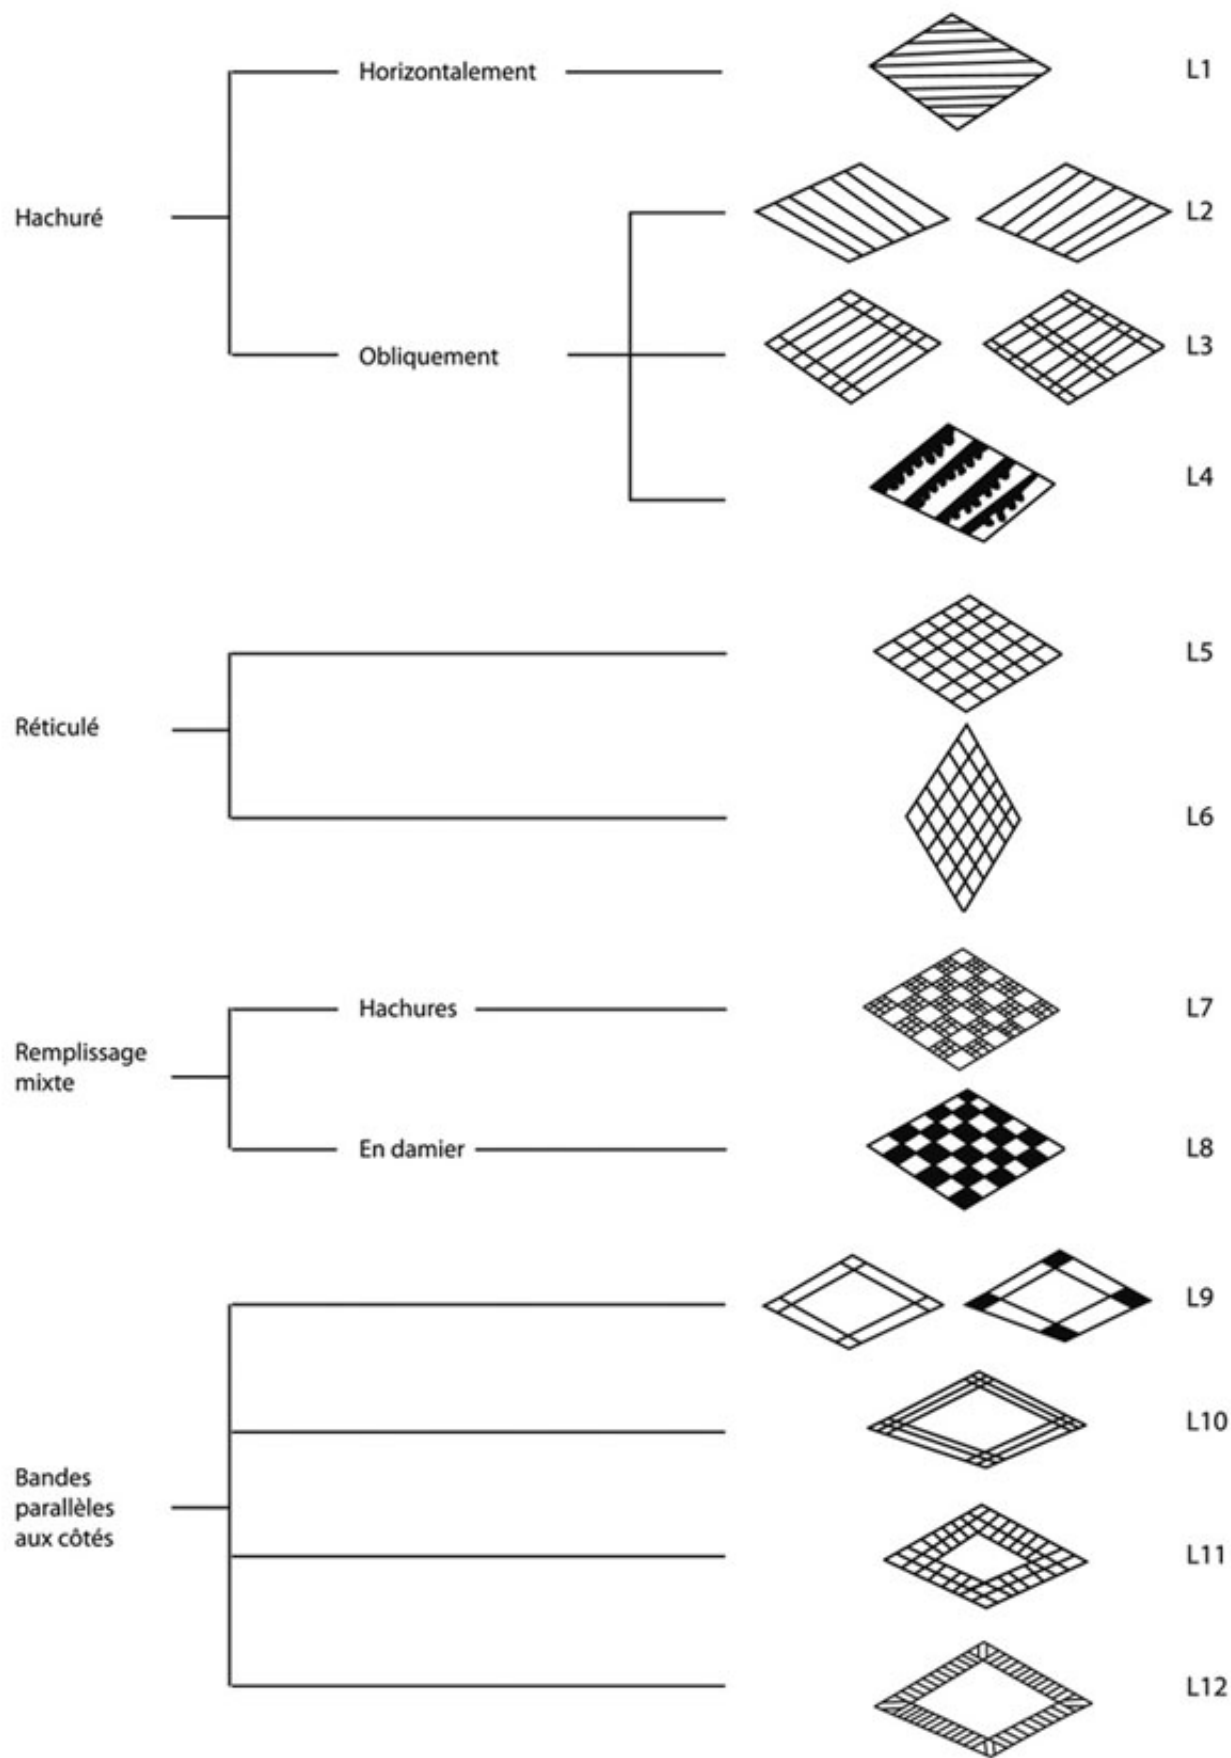 Horizontalement
L1
Hachuré
L2
Obliquement
L3
L4
L5
Réticulé
L6
Hachures
L7
Remplissage
mixte
En damier
L8
L9
L10
Bandes
parallèles
aux côtés
L11
L12